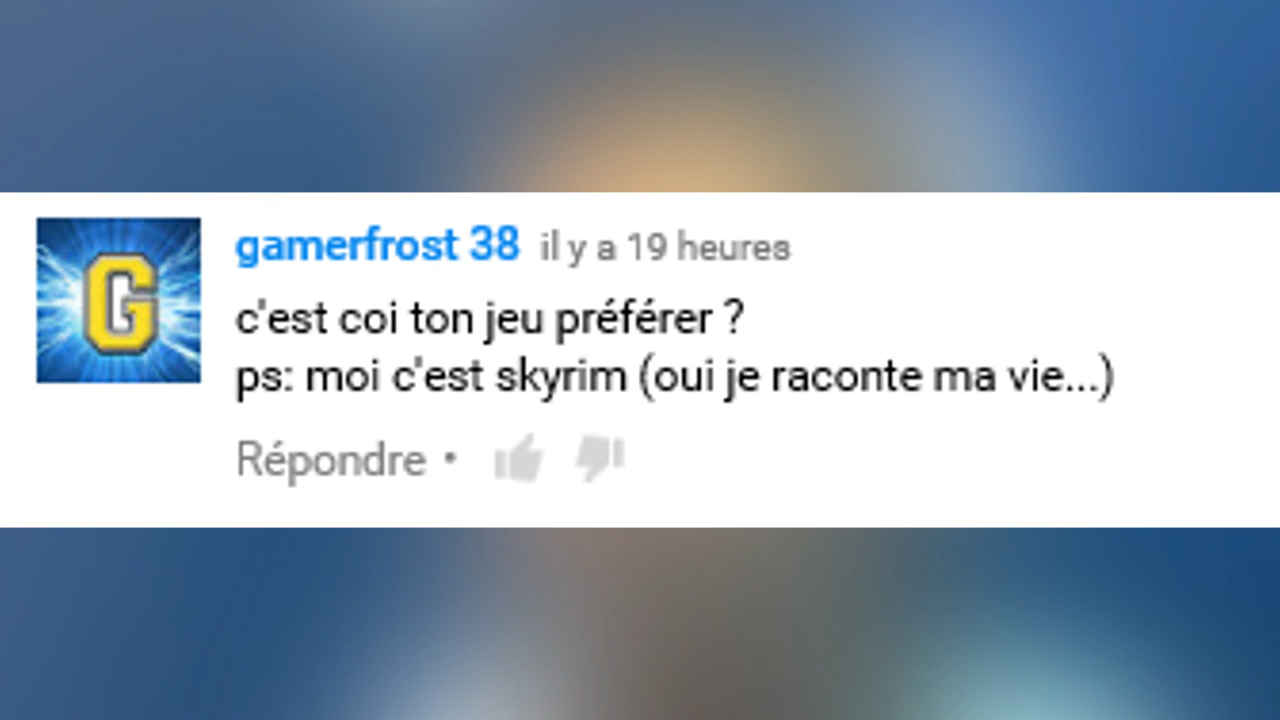 G
gamerfrost 38 il y a 19 heures
c'est coi ton jeu préférer ?
ps: moi c'est skyrim (oui je raconte ma vie...)
Répondre •